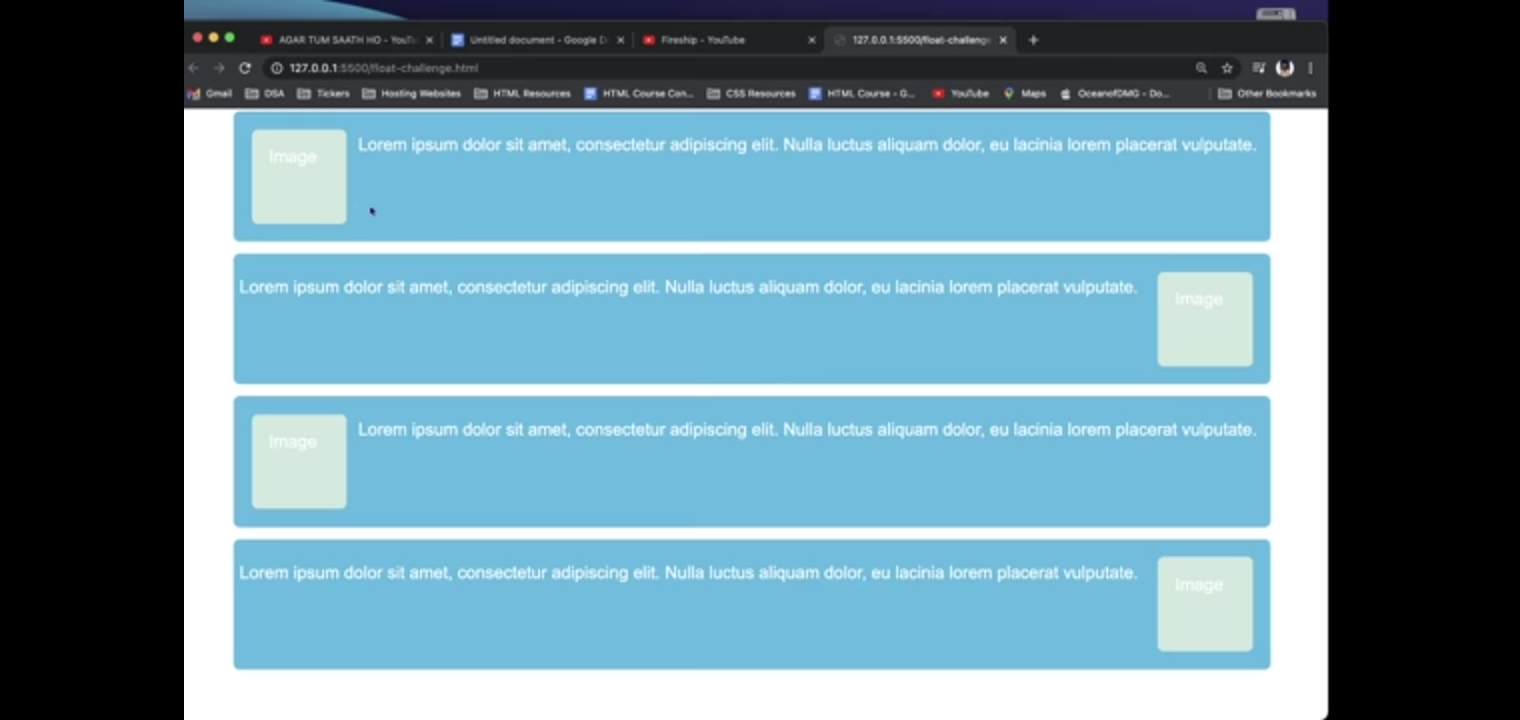 AGAR TUM SAATH HO - YouTu
Untitled document - Google D
Fireship - YouTube
127.0.0.1:5500/float-challenge
127.0.0.1:5500/float-challenge.html
Gmail
DSA
Tickers
Hosting Websites
HTML Resources
HTML Course Con...
CSS Resources
HTML Course - G...
YouTube
Maps
OceanofDMG - Do...
Other Bookmarks
Image
Lorem ipsum dolor sit amet, consectetur adipiscing elit. Nulla luctus aliquam dolor, eu lacinia lorem placerat vulputate.
Lorem ipsum dolor sit amet, consectetur adipiscing elit. Nulla luctus aliquam dolor, eu lacinia lorem placerat vulputate.
Image
Image
Lorem ipsum dolor sit amet, consectetur adipiscing elit. Nulla luctus aliquam dolor, eu lacinia lorem placerat vulputate.
Lorem ipsum dolor sit amet, consectetur adipiscing elit. Nulla luctus aliquam dolor, eu lacinia lorem placerat vulputate.
Image